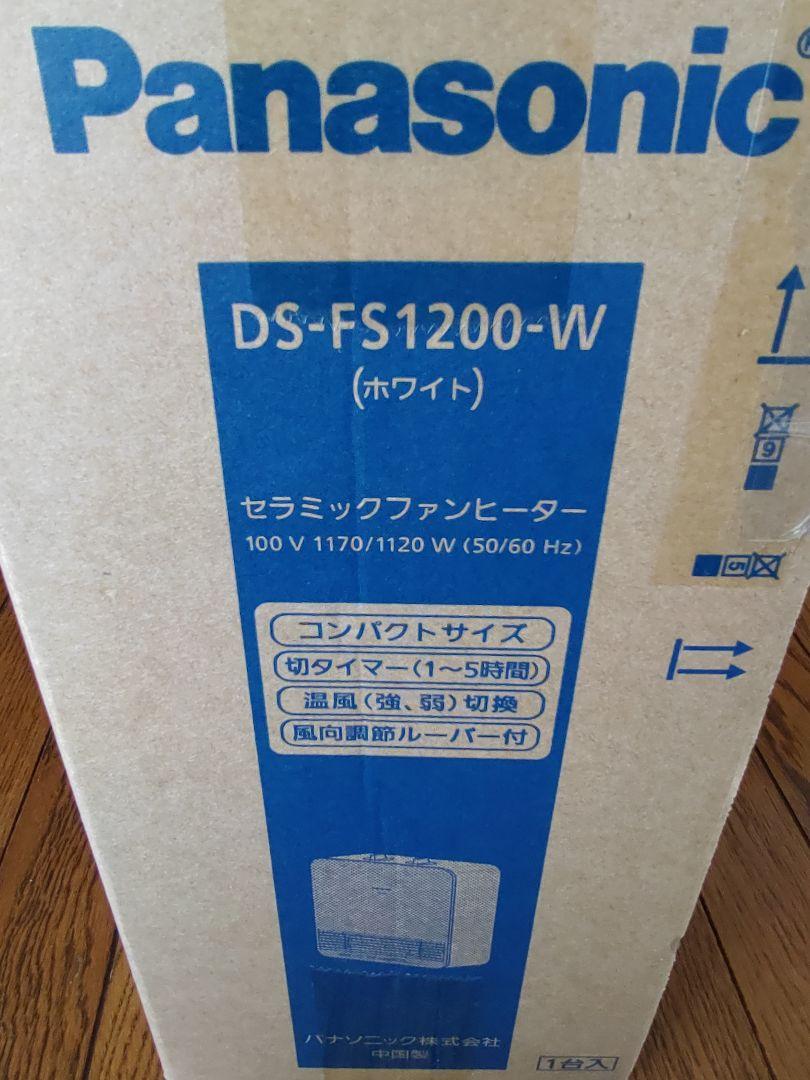 Panasonic
DS-FS1200-W
(ホワイト)
セラミックファンヒーター
100 V 1170/1120 W (50/60 Hz)
コンパクトサイズ
切タイマー(1～5時間)
温風(強、弱)切換
風向調節ルーバー付
パナソニック株式会社
中国製
1台入
9
5